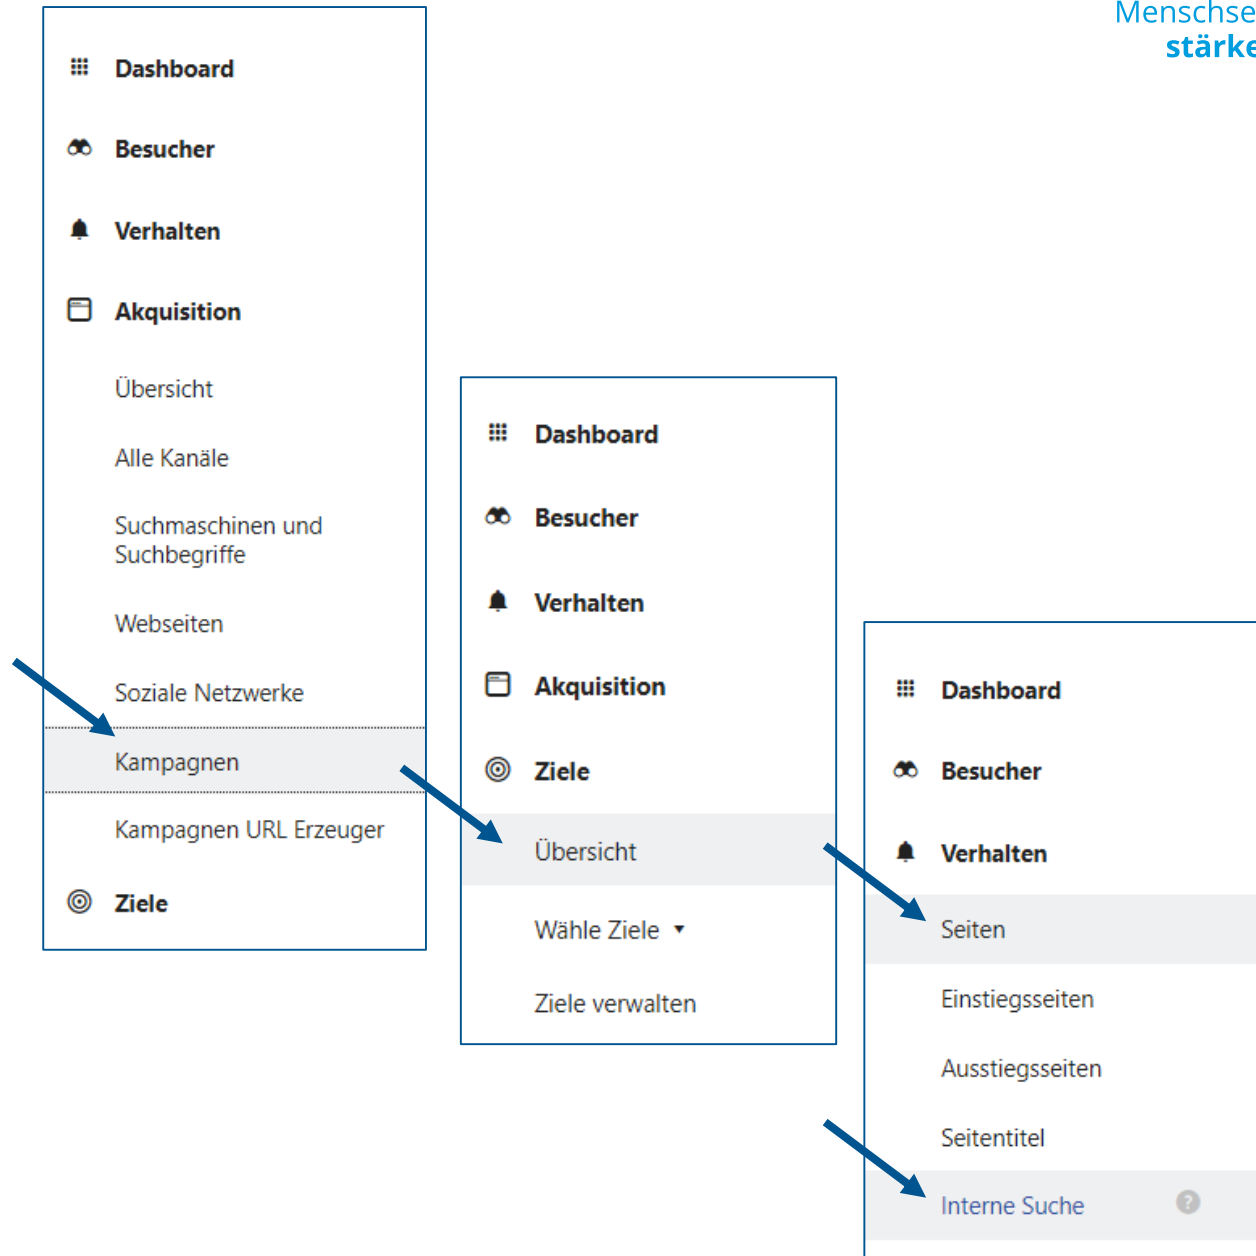 Menschse
stärke
Dashboard
Besucher
Verhalten
Akquisition
Übersicht
Alle Kanäle
Suchmaschinen und
Suchbegriffe
Webseiten
Soziale Netzwerke
Kampagnen
Kampagnen URL Erzeuger
Ziele
Dashboard
Besucher
Verhalten
Akquisition
Ziele
Übersicht
Wähle Ziele
Ziele verwalten
Dashboard
Besucher
Verhalten
Seiten
Einstiegsseiten
Ausstiegsseiten
Seitentitel
Interne Suche ?